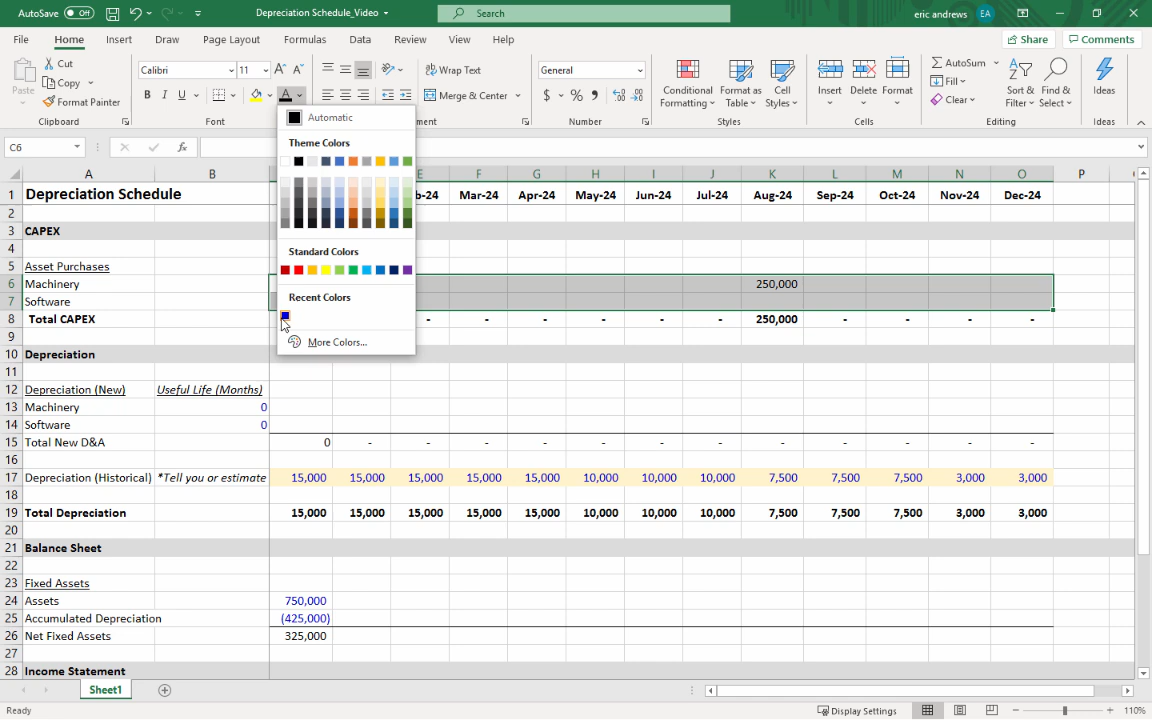 AutoSave Off Depreciation Schedule_Video Search eric andrews EA
File Home Insert Draw Page Layout Formulas Data Review View Help Share Comments
Paste Cut Copy Format Painter Clipboard
Calibri 11 A A B I U A Font
Wrap Text Merge & Center
ment
General $ % Number
Conditional Formatting Format as Table Cell Styles Styles
Insert Delete Format Cells
AutoSum Fill Clear Sort & Filter Find & Select Editing
Ideas Ideas
C6 fx
Automatic
Theme Colors
Standard Colors
Recent Colors
More Colors...
A B E F G H I J K L M N O P
1 Depreciation Schedule b-24 Mar-24 Apr-24 May-24 Jun-24 Jul-24 Aug-24 Sep-24 Oct-24 Nov-24 Dec-24
2
3 CAPEX
4
5 Asset Purchases
6 Machinery 250,000
7 Software
8 Total CAPEX - - - - - - 250,000 - - - -
9
10 Depreciation
11
12 Depreciation (New) Useful Life (Months)
13 Machinery 0
14 Software 0
15 Total New D&A 0 - - - - - - - - - - - -
16
17 Depreciation (Historical) *Tell you or estimate 15,000 15,000 15,000 15,000 15,000 10,000 10,000 10,000 7,500 7,500 7,500 3,000 3,000
18
19 Total Depreciation 15,000 15,000 15,000 15,000 15,000 10,000 10,000 10,000 7,500 7,500 7,500 3,000 3,000
20
21 Balance Sheet
22
23 Fixed Assets
24 Assets 750,000
25 Accumulated Depreciation (425,000)
26 Net Fixed Assets 325,000
27
28 Income Statement
Sheet1
Ready Display Settings 110%